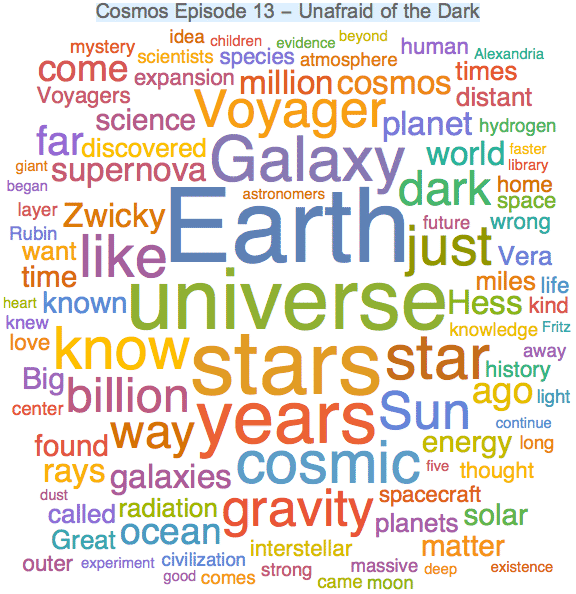 Cosmos Episode 13 – Unafraid of the Dark
mystery idea children evidence beyond human Alexandria
come scientists species atmosphere times
Voyagers expansion million cosmos distant
science Voyager planet hydrogen
far discovered Galaxy world faster
giant supernova dark library
began astronomers home
layer Zwicky Earth just future space
Rubin wrong
want like Vera
time universe miles life
heart known Hess kind
knew know stars knowledge Fritz
love star away
Big billion history
center years Sun ago light
way continue
found cosmic energy long
rays galaxies five thought
dust gravity spacecraft
called radiation planets solar
Great ocean interstellar matter
outer experiment civilization massive deep existence
good comes strong came moon